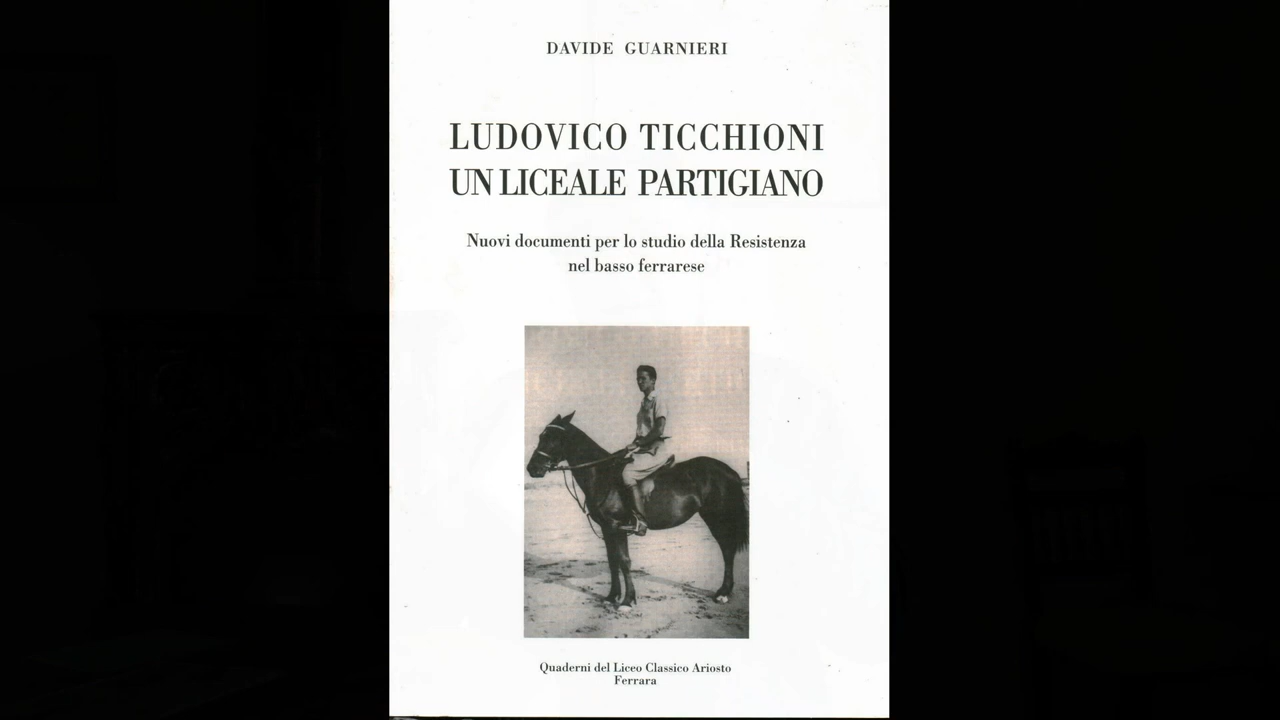 DAVIDE GUARNIERI
LUDOVICO TICCHIONI
UN LICEALE PARTIGIANO
Nuovi documenti per lo studio della Resistenza
nel basso ferrarese
Quaderni del Liceo Classico Ariosto
Ferrara